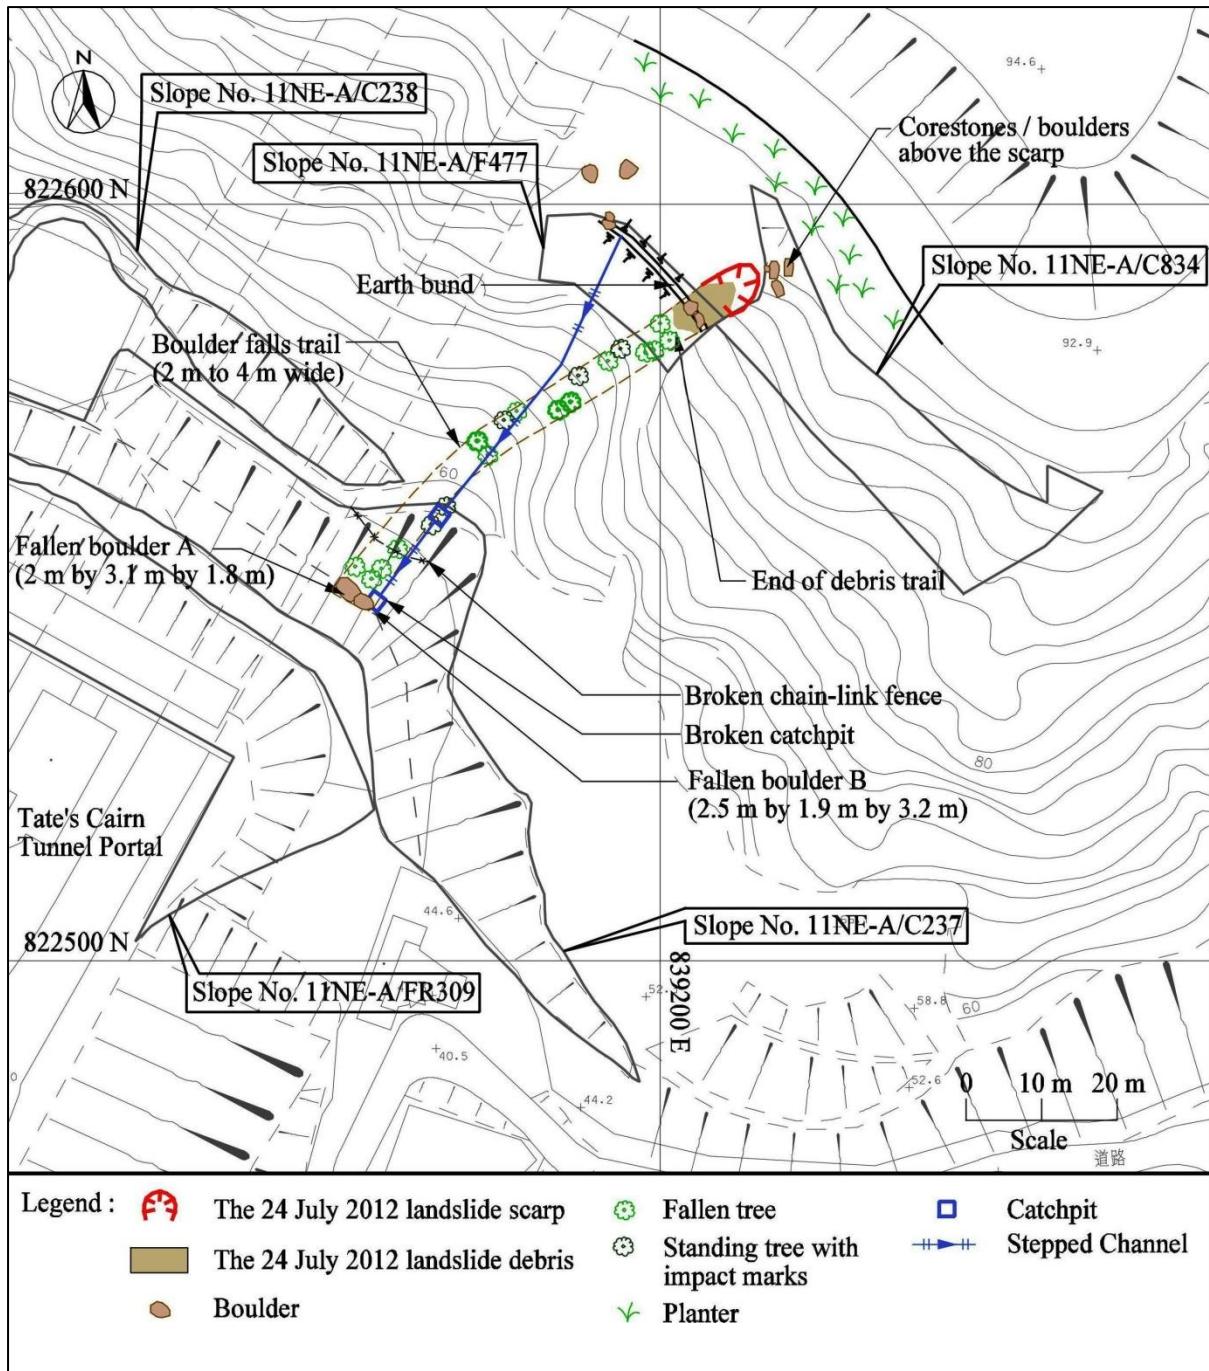 N
94.6
Slope No. 11NE-A/C238
Corestones / boulders
above the scarp
Slope No. 11NE-A/F477
822600 N
Slope No. 11NE-A/C834
Earth bund
92.9
Boulder falls trail
(2 m to 4 m wide)
60
Fallen boulder A
(2 m by 3.1 m by 1.8 m)
End of debris trail
Broken chain-link fence
Broken catchpit
80
Fallen boulder B
(2.5 m by 1.9 m by 3.2 m)
Tate's Cairn
Tunnel Portal
44.6
Slope No. 11NE-A/C237
822500 N
839200 E
Slope No. 11NE-A/FR309
58.8
60
40.5
52.6
0 10 m 20 m
44.2
Scale
道路
Legend :
The 24 July 2012 landslide scarp
Fallen tree
Catchpit
The 24 July 2012 landslide debris
Standing tree with
impact marks
Stepped Channel
Boulder
Planter